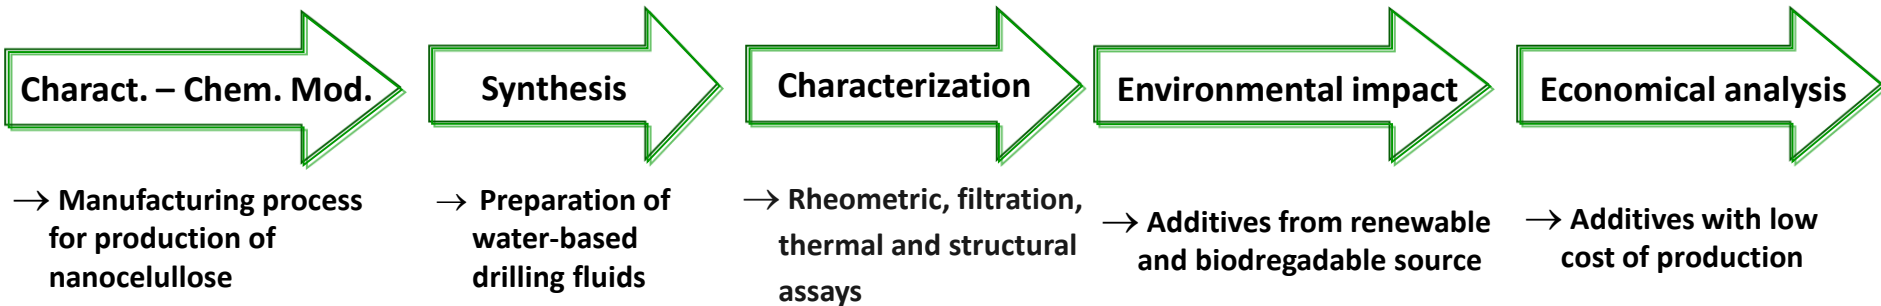 Charact. – Chem. Mod.
→ Manufacturing process
for production of
nanocelullose
Synthesis
→ Preparation of
water-based
drilling fluids
Characterization
→ Rheometric, filtration,
thermal and structural
assays
Environmental impact
→ Additives from renewable
and biodregadable source
Economical analysis
→ Additives with low
cost of production